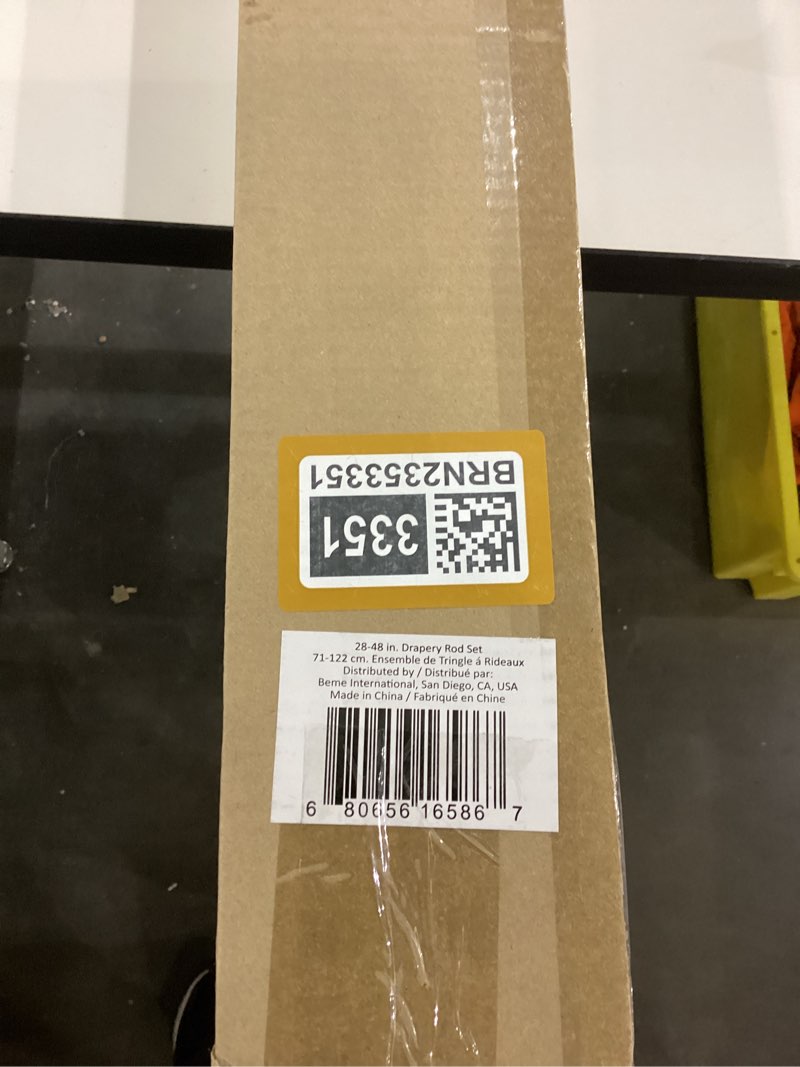 BRN2353351
3351
28-48 in. Drapery Rod Set
71-122 cm. Ensemble de Tringle á Rideaux
Distributed by / Distribué par:
Beme International, San Diego, CA, USA
Made in China / Fabriqué en Chine
6 80656 16586 7